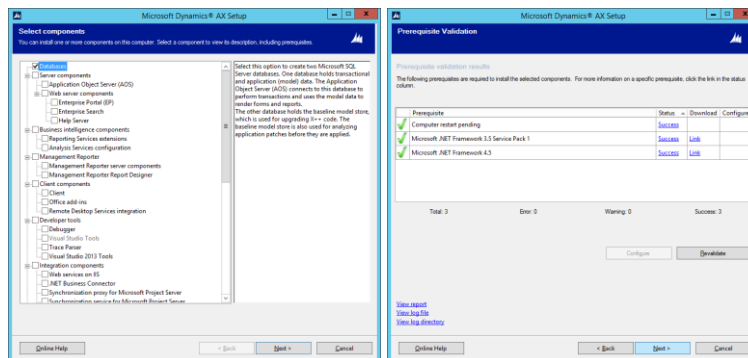 Microsoft Dynamics® AX Setup
Select components
You can install one or more components on this computer. Select a component to view its description, including prerequisites.
Databases
Server components
Application Object Server (AOS)
Web server components
Enterprise Portal (EP)
Enterprise Search
Help Server
Business intelligence components
Reporting Services extensions
Analysis Services configuration
Management Reporter
Management Reporter server components
Management Reporter Report Designer
Client components
Client
Office add-ins
Remote Desktop Services integration
Developer tools
Debugger
Visual Studio Tools
Trace Parser
Visual Studio 2013 Tools
Integration components
Web services on IIS
.NET Business Connector
Synchronization proxy for Microsoft Project Server
Synchronization service for Microsoft Project Server
Select this option to create two Microsoft SQL
Server databases. One database holds transactional
and application (model) data. The Application
Object Server (AOS) connects to this database to
perform transactions and uses the model data to
render forms and reports.
The other database holds the baseline model store,
which is used for upgrading X++ code. The
baseline model store is also used for analyzing
application patches before they are applied.
Online Help
< Back
Next >
Cancel
Microsoft Dynamics® AX Setup
Prerequisite Validation
Prerequisite validation results
The following prerequisites are required to install the selected components. For more information on a specific prerequisite, click the link in the status
column.
Prerequisite Status Download Configure
Computer restart pending Success
Microsoft .NET Framework 3.5 Service Pack 1 Success Link
Microsoft .NET Framework 4.5 Success Link
Total: 3 Error: 0 Warning: 0 Success: 3
Configure
Revalidate
View report
View log file
View log directory
Online Help
< Back
Next >
Cancel